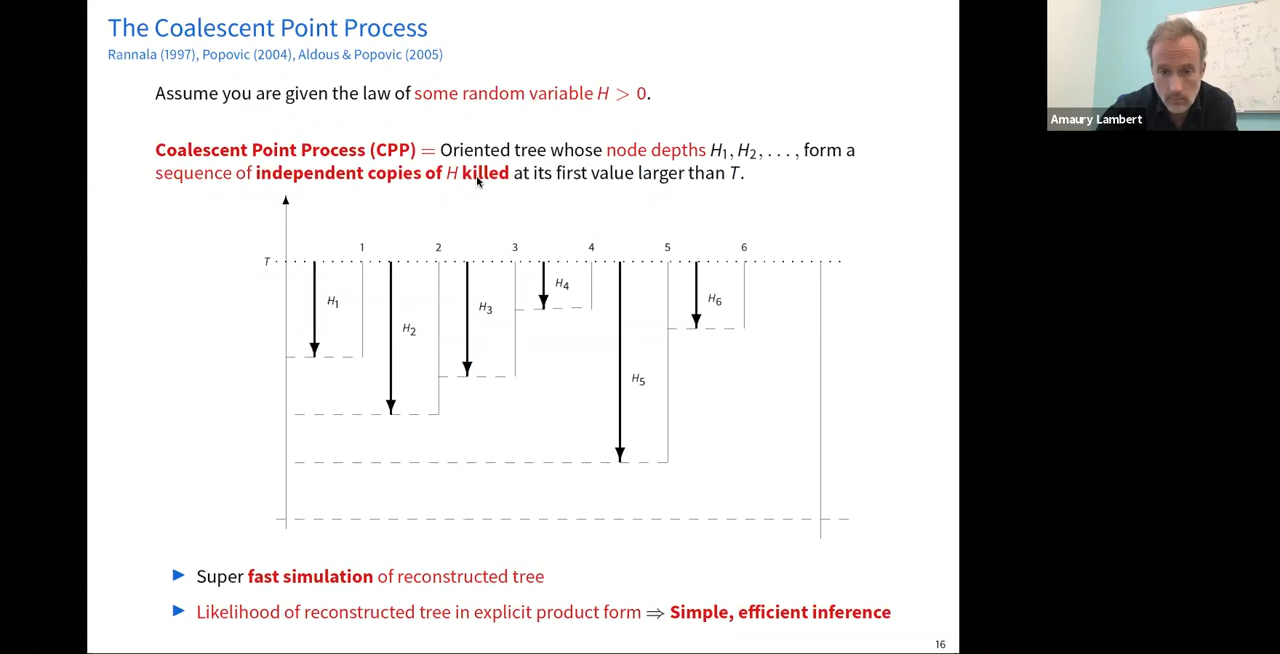 The Coalescent Point Process
Rannala (1997), Popovic (2004), Aldous & Popovic (2005)
Assume you are given the law of some random variable H > 0.
Coalescent Point Process (CPP) = Oriented tree whose node depths H₁, H₂, . . . , form a
sequence of independent copies of H killed at its first value larger than T.
1 2 3 4 5 6
T
H₁
H₂
H₃
H₄
H₅
H₆
► Super fast simulation of reconstructed tree
► Likelihood of reconstructed tree in explicit product form ⇒ Simple, efficient inference
16
Amaury Lambert